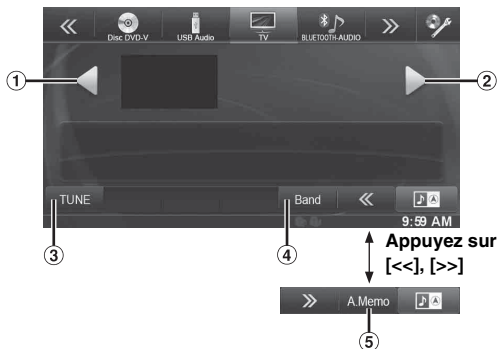 << Disc DVD-V USB Audio TV BLUETOOTH-AUDIO >>
1 2
TUNE Band <<
9:59 AM
3 4
Appuyez sur
[<<], [>>]
>> A.Memo
5